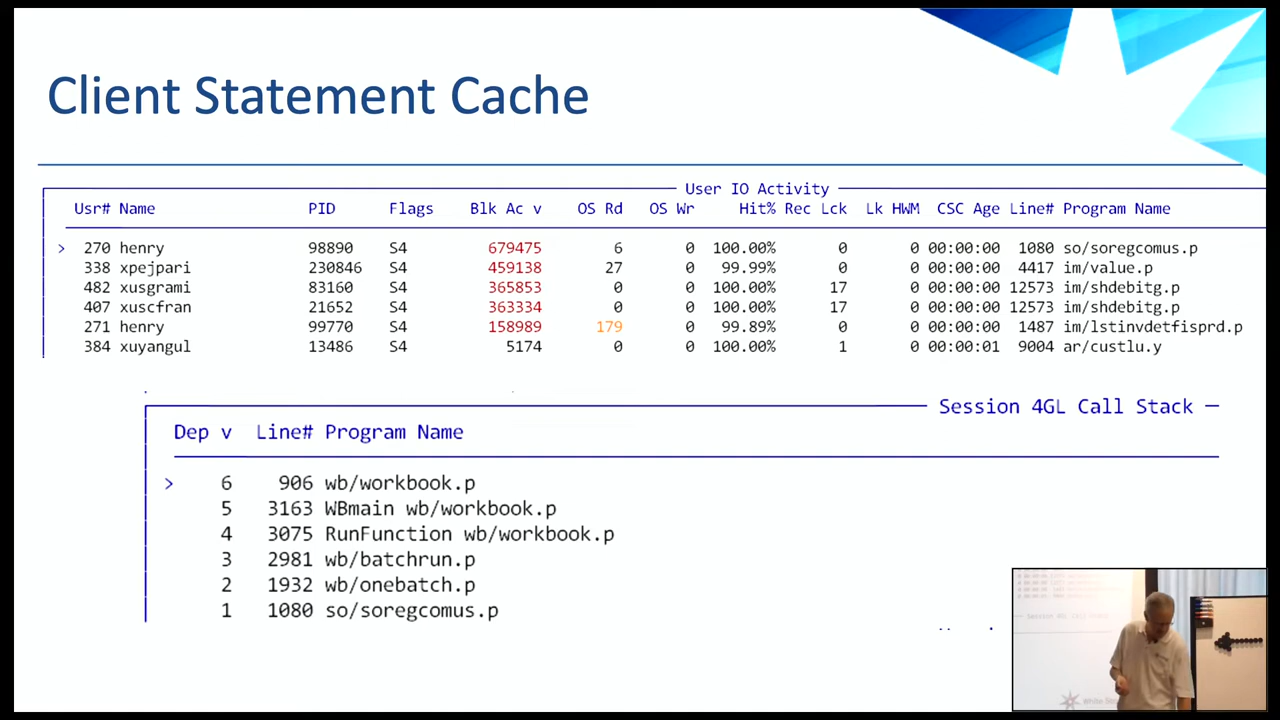 Client Statement Cache
User IO Activity
Usr# Name PID Flags Blk Ac v OS Rd OS Wr Hit% Rec Lck Lk HWM CSC Age Line# Program Name
> 270 henry 98890 S4 679475 6 0 100.00% 0 0 00:00:00 1080 so/soregcomus.p
338 xpejpari 230846 S4 459138 27 0 99.99% 0 0 00:00:00 4417 im/value.p
482 xusgrami 83160 S4 365853 0 0 100.00% 17 0 00:00:00 12573 im/shdebitg.p
407 xuscfran 21652 S4 363334 0 0 100.00% 17 0 00:00:00 12573 im/shdebitg.p
271 henry 99770 S4 158989 179 0 99.89% 0 0 00:00:00 1487 im/lstinvdetfisprd.p
384 xuyangul 13486 S4 5174 0 0 100.00% 1 0 00:00:01 9004 ar/custlu.y
Session 4GL Call Stack
Dep v Line# Program Name
> 6 906 wb/workbook.p
5 3163 WBmain wb/workbook.p
4 3075 RunFunction wb/workbook.p
3 2981 wb/batchrun.p
2 1932 wb/onebatch.p
1 1080 so/soregcomus.p